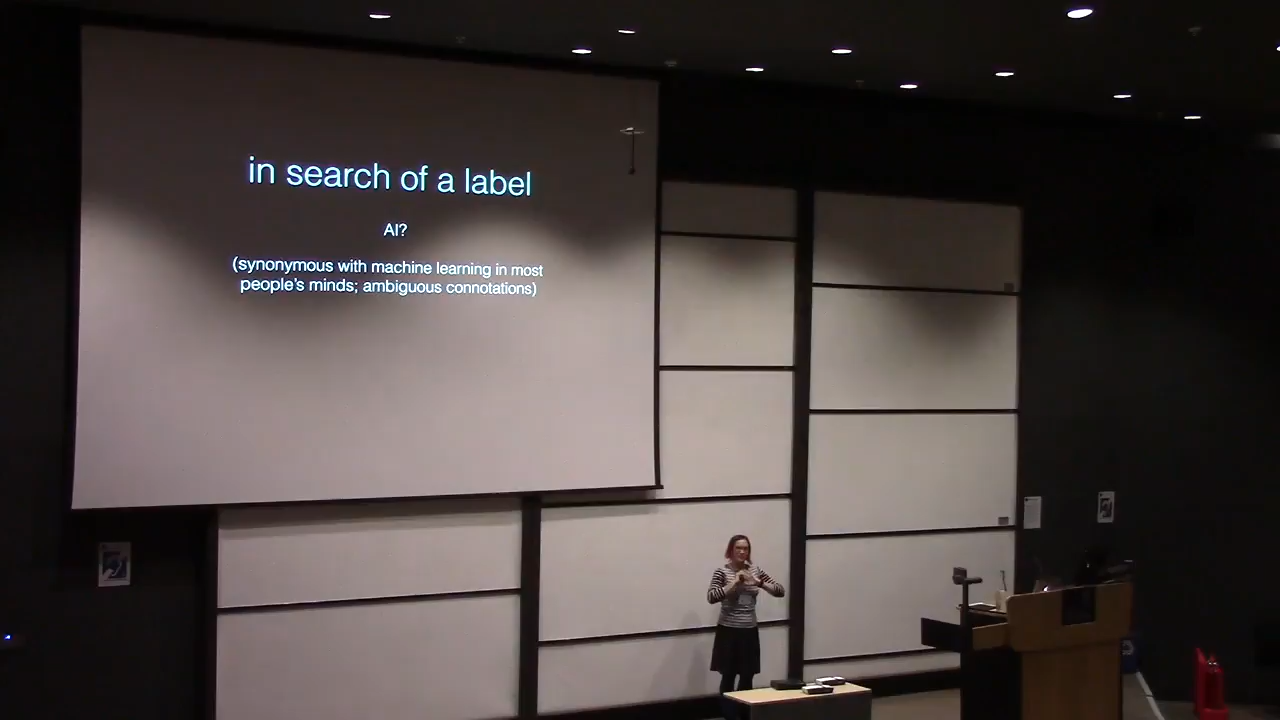 in search of a label
AI?
(synonymous with machine learning in most
people's minds; ambiguous connotations)